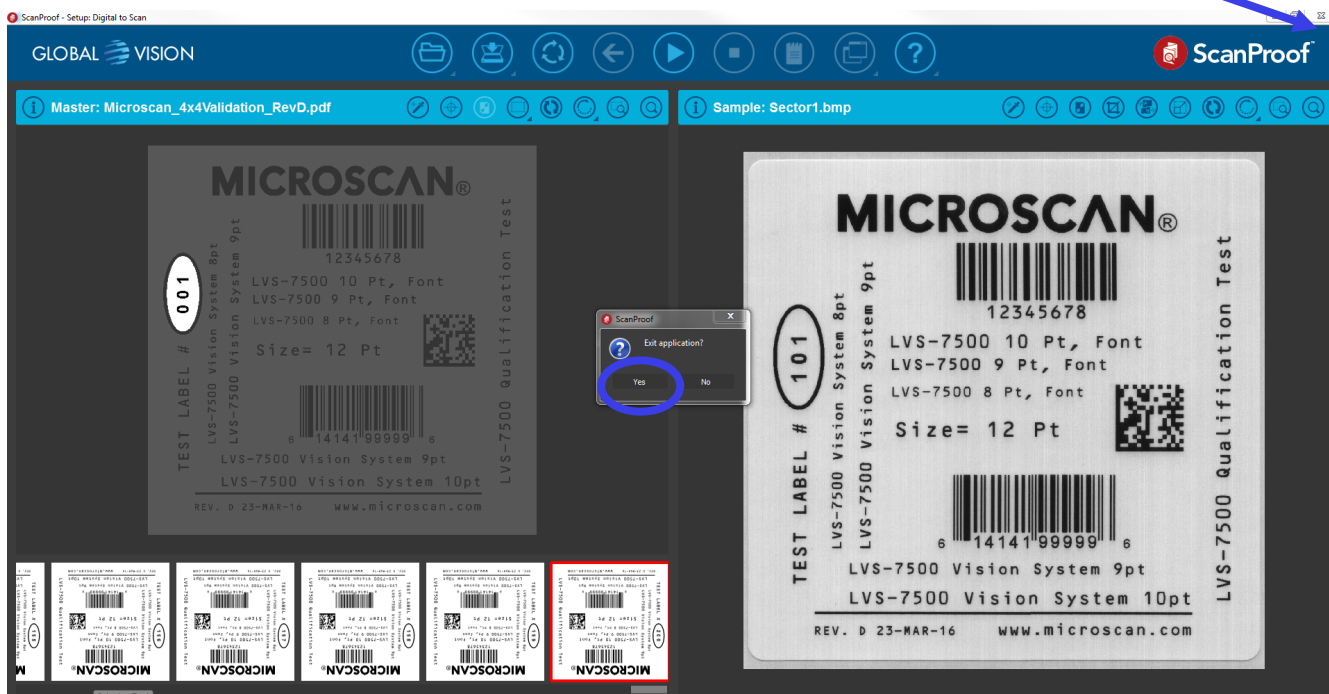 ScanProof - Setup: Digital to Scan
GLOBAL VISION
ScanProof
Master: Microscan_4x4Validation_RevD.pdf
Sample: Sector1.bmp
MICROSCAN®
12345678
LVS-7500 10 Pt, Font
LVS-7500 9 Pt, Font
LVS-7500 8 Pt, Font
Size= 12 Pt
6 14141 99999 6
LVS-7500 Vision System 9pt
LVS-7500 Vision System 10pt
REV. D 23-MAR-16 www.microscan.com
TEST LABEL # 001
LVS-7500 Vision System 8pt
LVS-7500 Vision System 9pt
LVS-7500 Qualification Test
ScanProof
Exit application?
Yes No
MICROSCAN®
12345678
LVS-7500 10 Pt, Font
LVS-7500 9 Pt, Font
LVS-7500 8 Pt, Font
Size= 12 Pt
6 14141 99999 6
LVS-7500 Vision System 9pt
LVS-7500 Vision System 10pt
REV. D 23-MAR-16 www.microscan.com
TEST LABEL # 101
LVS-7500 Vision System 8pt
LVS-7500 Vision System 9pt
LVS-7500 Qualification Test
MICROSCAN®
MICROSCAN®
MICROSCAN®
MICROSCAN®
MICROSCAN®